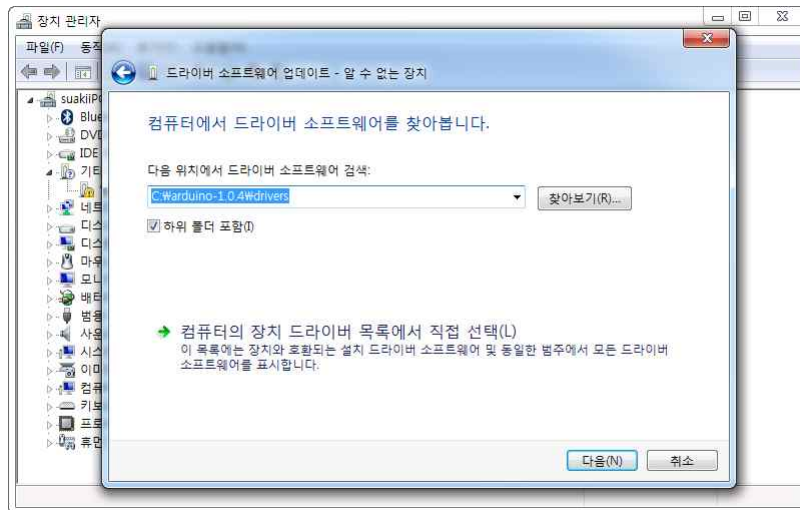 장치 관리자
파일(F) 동작
드라이버 소프트웨어 업데이트 - 알 수 없는 장치
suakiiPC
컴퓨터에서 드라이버 소프트웨어를 찾아봅니다.
Blue
DVD
IDE
기타
다음 위치에서 드라이버 소프트웨어 검색:
C:₩arduino-1.0.4₩drivers
찾아보기(R)...
네트
하위 폴더 포함(I)
디스
디스
마우
모니
배터
범용
사운
컴퓨터의 장치 드라이버 목록에서 직접 선택(L)
시스
이 목록에는 장치와 호환되는 설치 드라이버 소프트웨어 및 동일한 범주에서 모든 드라이버
소프트웨어를 표시합니다.
이미
컴퓨
키보
프로
휴먼
다음(N)
취소